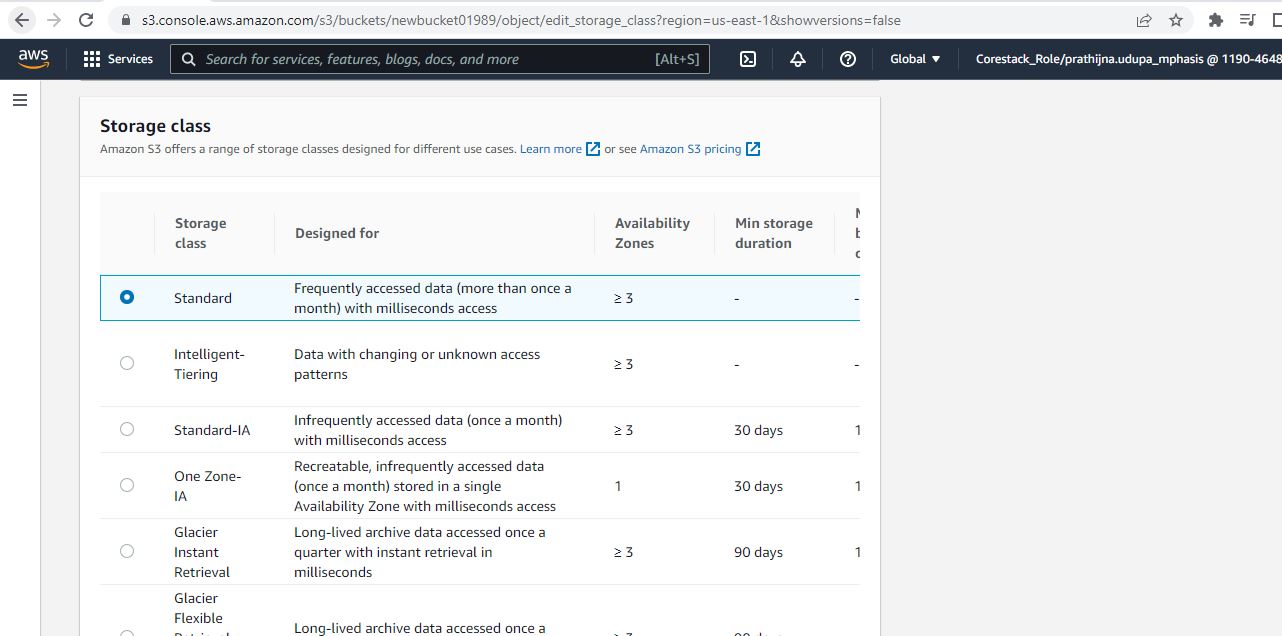 s3.console.aws.amazon.com/s3/buckets/newbucket01989/object/edit_storage_class?region=us-east-1&showversions=false
aws
Services
Search for services, features, blogs, docs, and more
[Alt+S]
Global
Corestack_Role/prathijna.udupa_mphasis @ 1190-4648
Storage class
Amazon S3 offers a range of storage classes designed for different use cases. Learn more or see Amazon S3 pricing
Storage
class
Designed for
Availability
Zones
Min storage
duration
Standard
Frequently accessed data (more than once a
month) with milliseconds access
≥ 3
-
-
Intelligent-
Tiering
Data with changing or unknown access
patterns
≥ 3
-
-
Standard-IA
Infrequently accessed data (once a month)
with milliseconds access
≥ 3
30 days
1
One Zone-
IA
Recreatable, infrequently accessed data
(once a month) stored in a single
Availability Zone with milliseconds access
1
30 days
1
Glacier
Instant
Retrieval
Long-lived archive data accessed once a
quarter with instant retrieval in
milliseconds
≥ 3
90 days
1
Glacier
Flexible
Long-lived archive data accessed once a